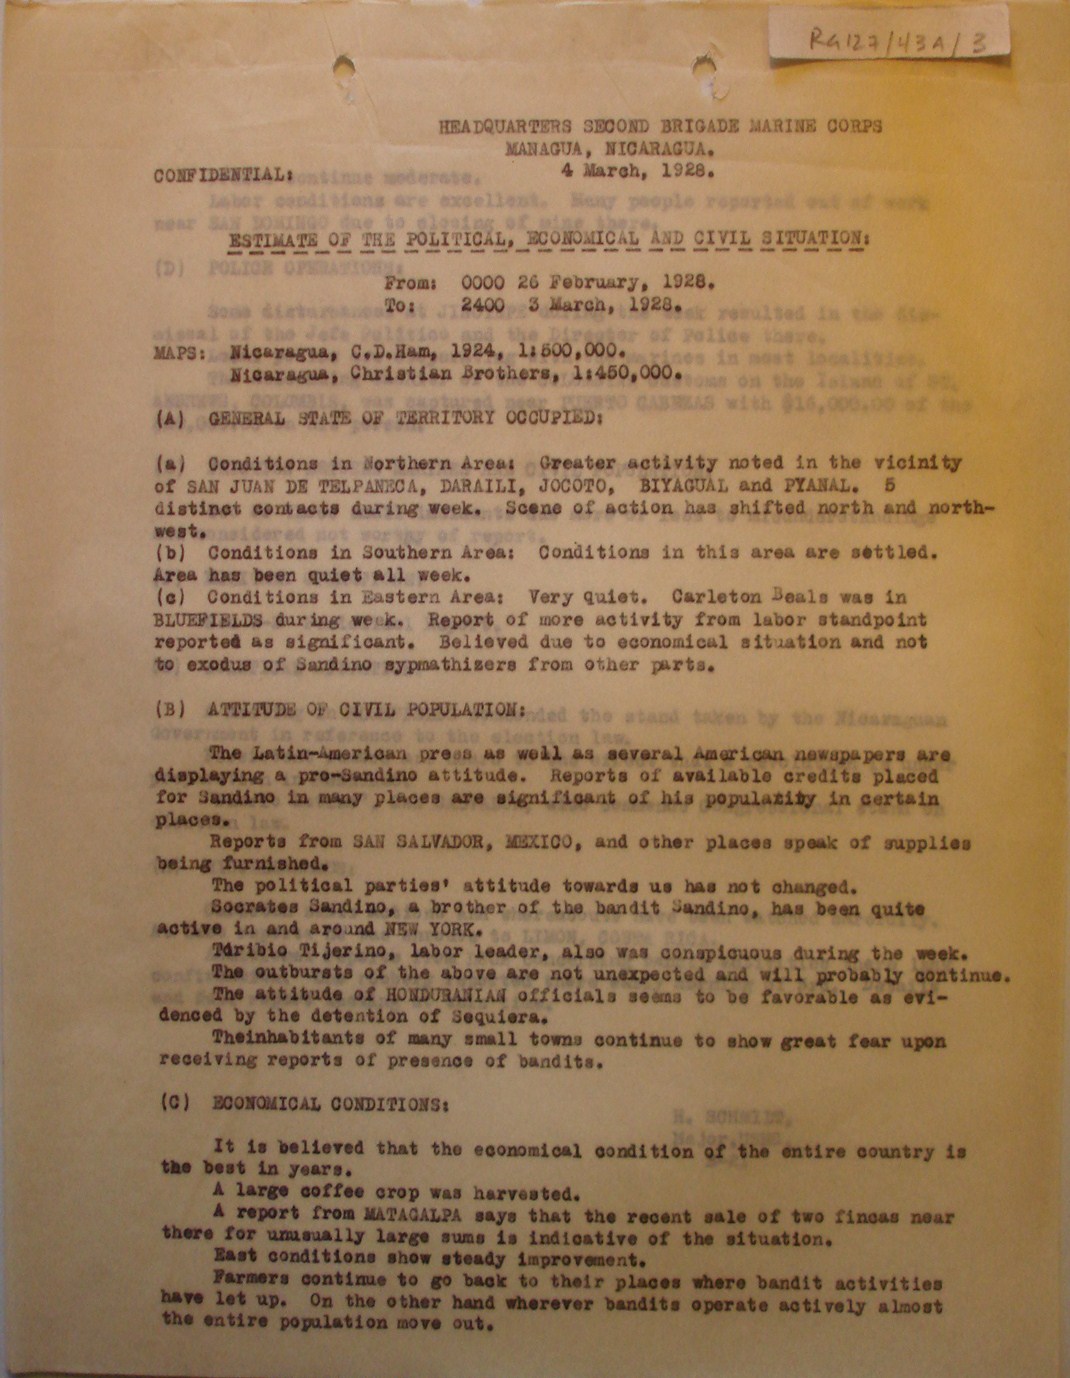 RG127/43A/3
HEADQUARTERS SECOND BRIGADE MARINE CORPS
MANAGUA, NICARAGUA.
4 March, 1928.
CONFIDENTIAL:
ESTIMATE OF THE POLITICAL, ECONOMICAL AND CIVIL SITUATION:
From: 0000 26 February, 1928.
To: 2400 3 March, 1928.
MAPS: Nicaragua, C.D.Ham, 1924, 1:500,000.
Nicaragua, Christian Brothers, 1:450,000.
(A) GENERAL STATE OF TERRITORY OCCUPIED:
(a) Conditions in Northern Area: Greater activity noted in the vicinity
of SAN JUAN DE TELPANECA, DARAILI, JOCOTO, BIYAGUAL and PYANAL. 5
distinct contacts during week. Scene of action has shifted north and north-
west.
(b) Conditions in Southern Area: Conditions in this area are settled.
Area has been quiet all week.
(c) Conditions in Eastern Area: Very quiet. Carleton Beals was in
BLUEFIELDS during week. Report of more activity from labor standpoint
reported as significant. Believed due to economical situation and not
to exodus of Sandino sypmathizers from other parts.
(B) ATTITUDE OF CIVIL POPULATION:
The Latin-American press as well as several American newspapers are
displaying a pro-Sandino attitude. Reports of available credits placed
for Sandino in many places are significant of his popularity in certain
places.
Reports from SAN SALVADOR, MEXICO, and other places speak of supplies
being furnished.
The political parties' attitude towards us has not changed.
Socrates Sandino, a brother of the bandit Sandino, has been quite
active in and around NEW YORK.
Toribio Tijerino, labor leader, also was conspicuous during the week.
The outbursts of the above are not unexpected and will probably continue.
The attitude of HONDURANIAN officials seems to be favorable as evi-
denced by the detention of Sequiera.
Theinhabitants of many small towns continue to show great fear upon
receiving reports of presence of bandits.
(C) ECONOMICAL CONDITIONS:
It is believed that the economical condition of the entire country is
the best in years.
A large coffee crop was harvested.
A report from MATAGALPA says that the recent sale of two fincas near
there for unusually large sums is indicative of the situation.
East conditions show steady improvement.
Farmers continue to go back to their places where bandit activities
have let up. On the other hand wherever bandits operate actively almost
the entire population move out.